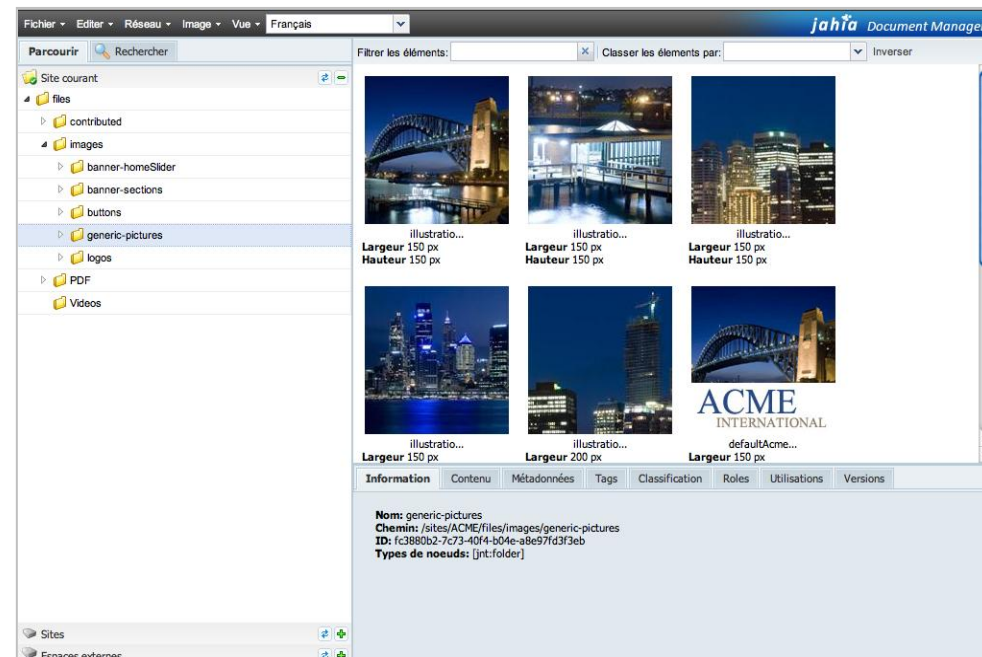 Fichier Editer Réseau Image Vue Français
jahia Document Manage
Parcourir Rechercher
Filtrer les éléments: Classer les élements par: Inverser
Site courant
files
contributed
images
banner-homeSlider
banner-sections
buttons
generic-pictures
logos
PDF
Videos
illustratio... illustratio... illustratio...
Largeur 150 px Largeur 150 px Largeur 150 px
Hauteur 150 px Hauteur 150 px Hauteur 150 px
ACME
INTERNATIONAL
illustratio... illustratio... defaultAcme...
Largeur 150 px Largeur 200 px Largeur 150 px
Information Contenu Métadonnées Tags Classification Roles Utilisations Versions
Nom: generic-pictures
Chemin: /sites/ACME/files/images/generic-pictures
ID: fc3880b2-7c73-40f4-b04e-a8e97fd3f3eb
Types de noeuds: [jnt:folder]
Sites
Espaces externes